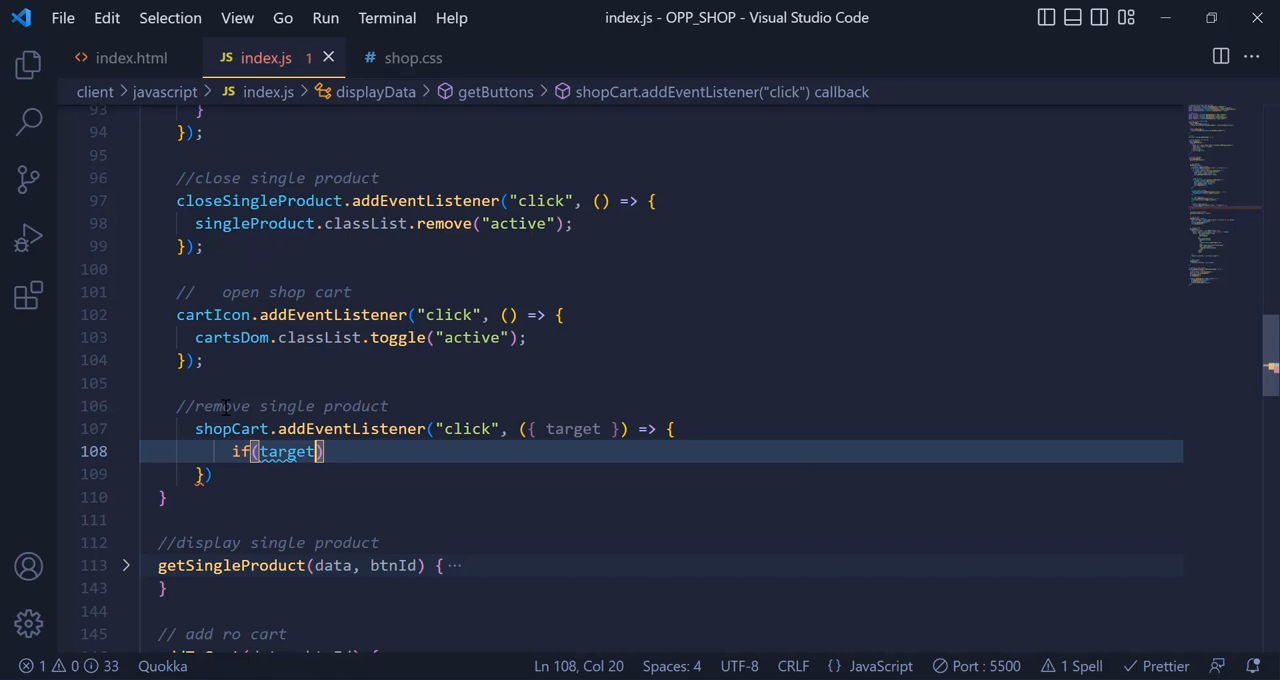 File Edit Selection View Go Run Terminal Help index.js - OPP_SHOP - Visual Studio Code
<> index.html JS index.js 1 # shop.css
client > javascript > JS index.js > displayData > getButtons > shopCart.addEventListener("click") callback
93 }
94 });
95
96 //close single product
97 closeSingleProduct.addEventListener("click", () => {
98 singleProduct.classList.remove("active");
99 });
100
101 // open shop cart
102 cartIcon.addEventListener("click", () => {
103 cartsDom.classList.toggle("active");
104 });
105
106 //remove single product
107 shopCart.addEventListener("click", ({ target }) => {
108 if(target)
109 })
110 }
111
112 //display single product
113 getSingleProduct(data, btnId) { ···
143 }
144
145 // add ro cart
1 0 33 Quokka Ln 108, Col 20 Spaces: 4 UTF-8 CRLF {} JavaScript Port : 5500 1 Spell Prettier